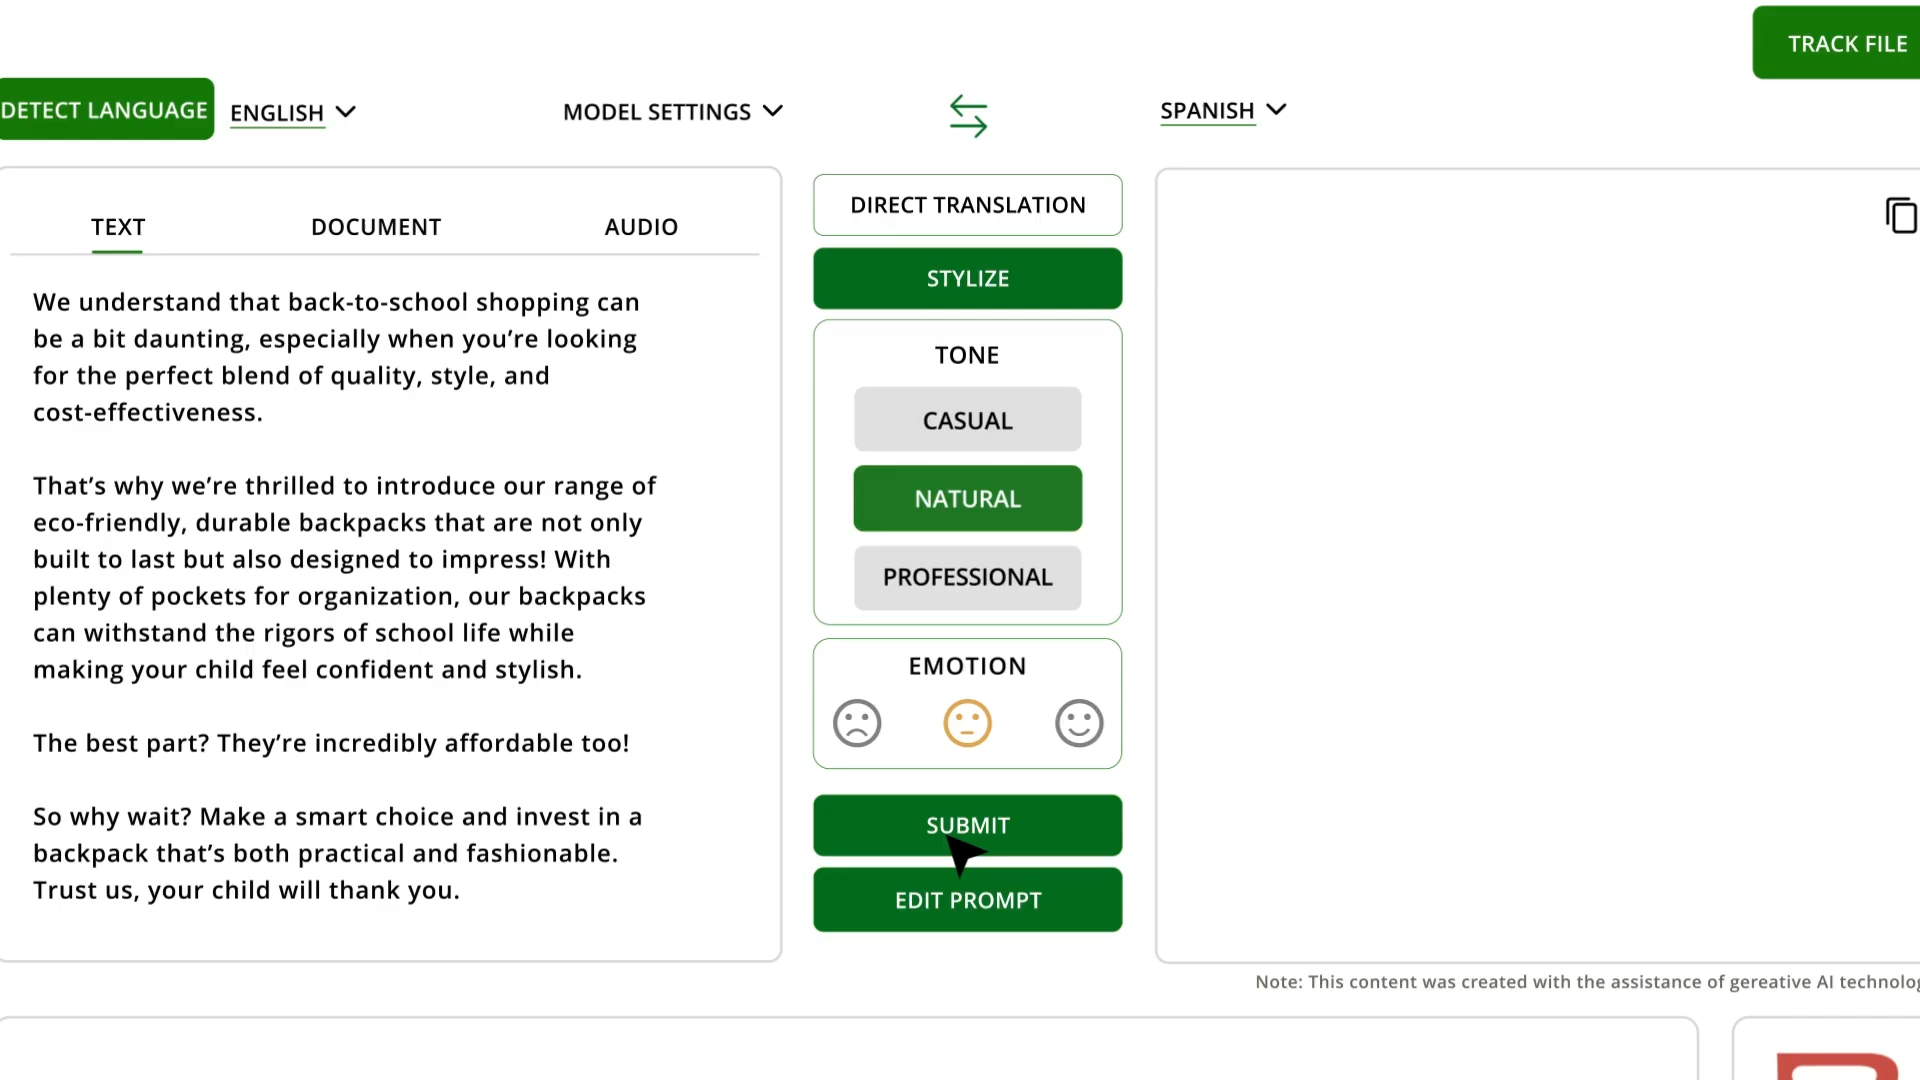 TRACK FILE
DETECT LANGUAGE
ENGLISH
MODEL SETTINGS
SPANISH
TEXT
DOCUMENT
AUDIO
We understand that back-to-school shopping can
be a bit daunting, especially when you’re looking
for the perfect blend of quality, style, and
cost-effectiveness.
That’s why we’re thrilled to introduce our range of
eco-friendly, durable backpacks that are not only
built to last but also designed to impress! With
plenty of pockets for organization, our backpacks
can withstand the rigors of school life while
making your child feel confident and stylish.
The best part? They’re incredibly affordable too!
So why wait? Make a smart choice and invest in a
backpack that’s both practical and fashionable.
Trust us, your child will thank you.
DIRECT TRANSLATION
STYLIZE
TONE
CASUAL
NATURAL
PROFESSIONAL
EMOTION
SUBMIT
EDIT PROMPT
Note: This content was created with the assistance of gereative AI technolog